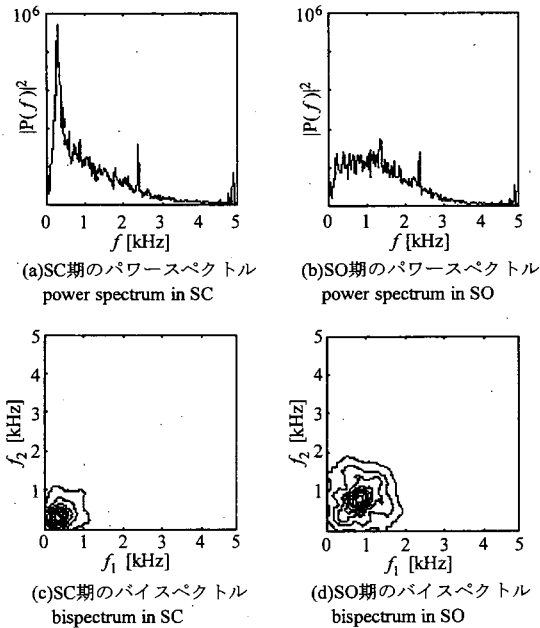 10⁶
|P(f)|²
0 1 2 3 4 5
f [kHz]
(a)SC期のパワースペクトル
power spectrum in SC
10⁶
|P(f)|²
0 1 2 3 4 5
f [kHz]
(b)SO期のパワースペクトル
power spectrum in SO
5
4
3
2
1
f₂ [kHz]
0 1 2 3 4 5
f₁ [kHz]
(c)SC期のバイスペクトル
bispectrum in SC
5
4
3
2
1
f₂ [kHz]
0 1 2 3 4 5
f₁ [kHz]
(d)SO期のバイスペクトル
bispectrum in SO